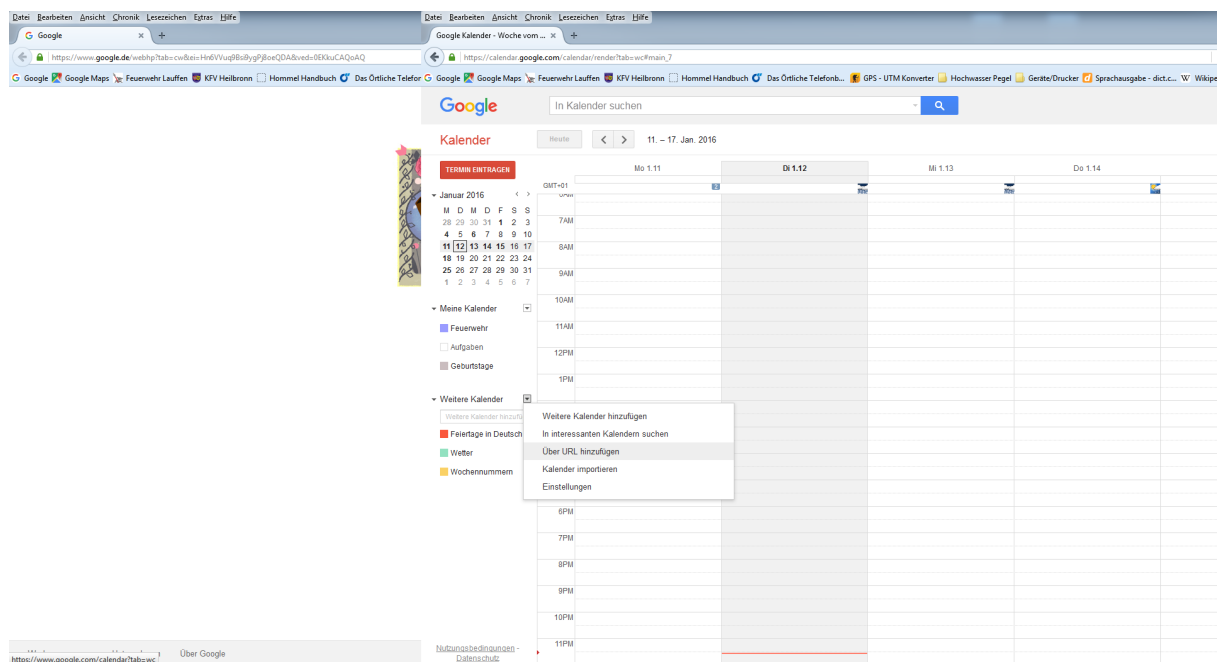 Datei Bearbeiten Ansicht Chronik Lesezeichen Extras Hilfe
Google
https://www.google.de/webhp?tab=cw&ei=Hn6VVuq9Bsi9ygPj8oeQDA&ved=0EKkuCAQoAQ
Google Google Maps Feuerwehr Lauffen KFV Heilbronn Hommel Handbuch Das Örtliche Telefon
Über Google
https://www.google.com/calendar?tab=wc
Datei Bearbeiten Ansicht Chronik Lesezeichen Extras Hilfe
Google Kalender - Woche vom ...
https://calendar.google.com/calendar/render?tab=wc#main_7
Google Google Maps Feuerwehr Lauffen KFV Heilbronn Hommel Handbuch Das Örtliche Telefonb... GPS - UTM Konverter Hochwasser Pegel Geräte/Drucker Sprachausgabe - dict.c... Wikipe
Google
In Kalender suchen
Kalender
Heute
11. – 17. Jan. 2016
TERMIN EINTRAGEN
Januar 2016
M D M D F S S
28 29 30 31 1 2 3
4 5 6 7 8 9 10
11 12 13 14 15 16 17
18 19 20 21 22 23 24
25 26 27 28 29 30 31
1 2 3 4 5 6 7
Meine Kalender
Feuerwehr
Aufgaben
Geburtstage
Weitere Kalender
Weitere Kalender hinzufü
Feiertage in Deutsch
Wetter
Wochennummern
Weitere Kalender hinzufügen
In interessanten Kalendern suchen
Über URL hinzufügen
Kalender importieren
Einstellungen
Mo 1.11 Di 1.12 Mi 1.13 Do 1.14
GMT+01
7AM
8AM
9AM
10AM
11AM
12PM
1PM
6PM
7PM
8PM
9PM
10PM
11PM
Nutzungsbedingungen -
Datenschutz